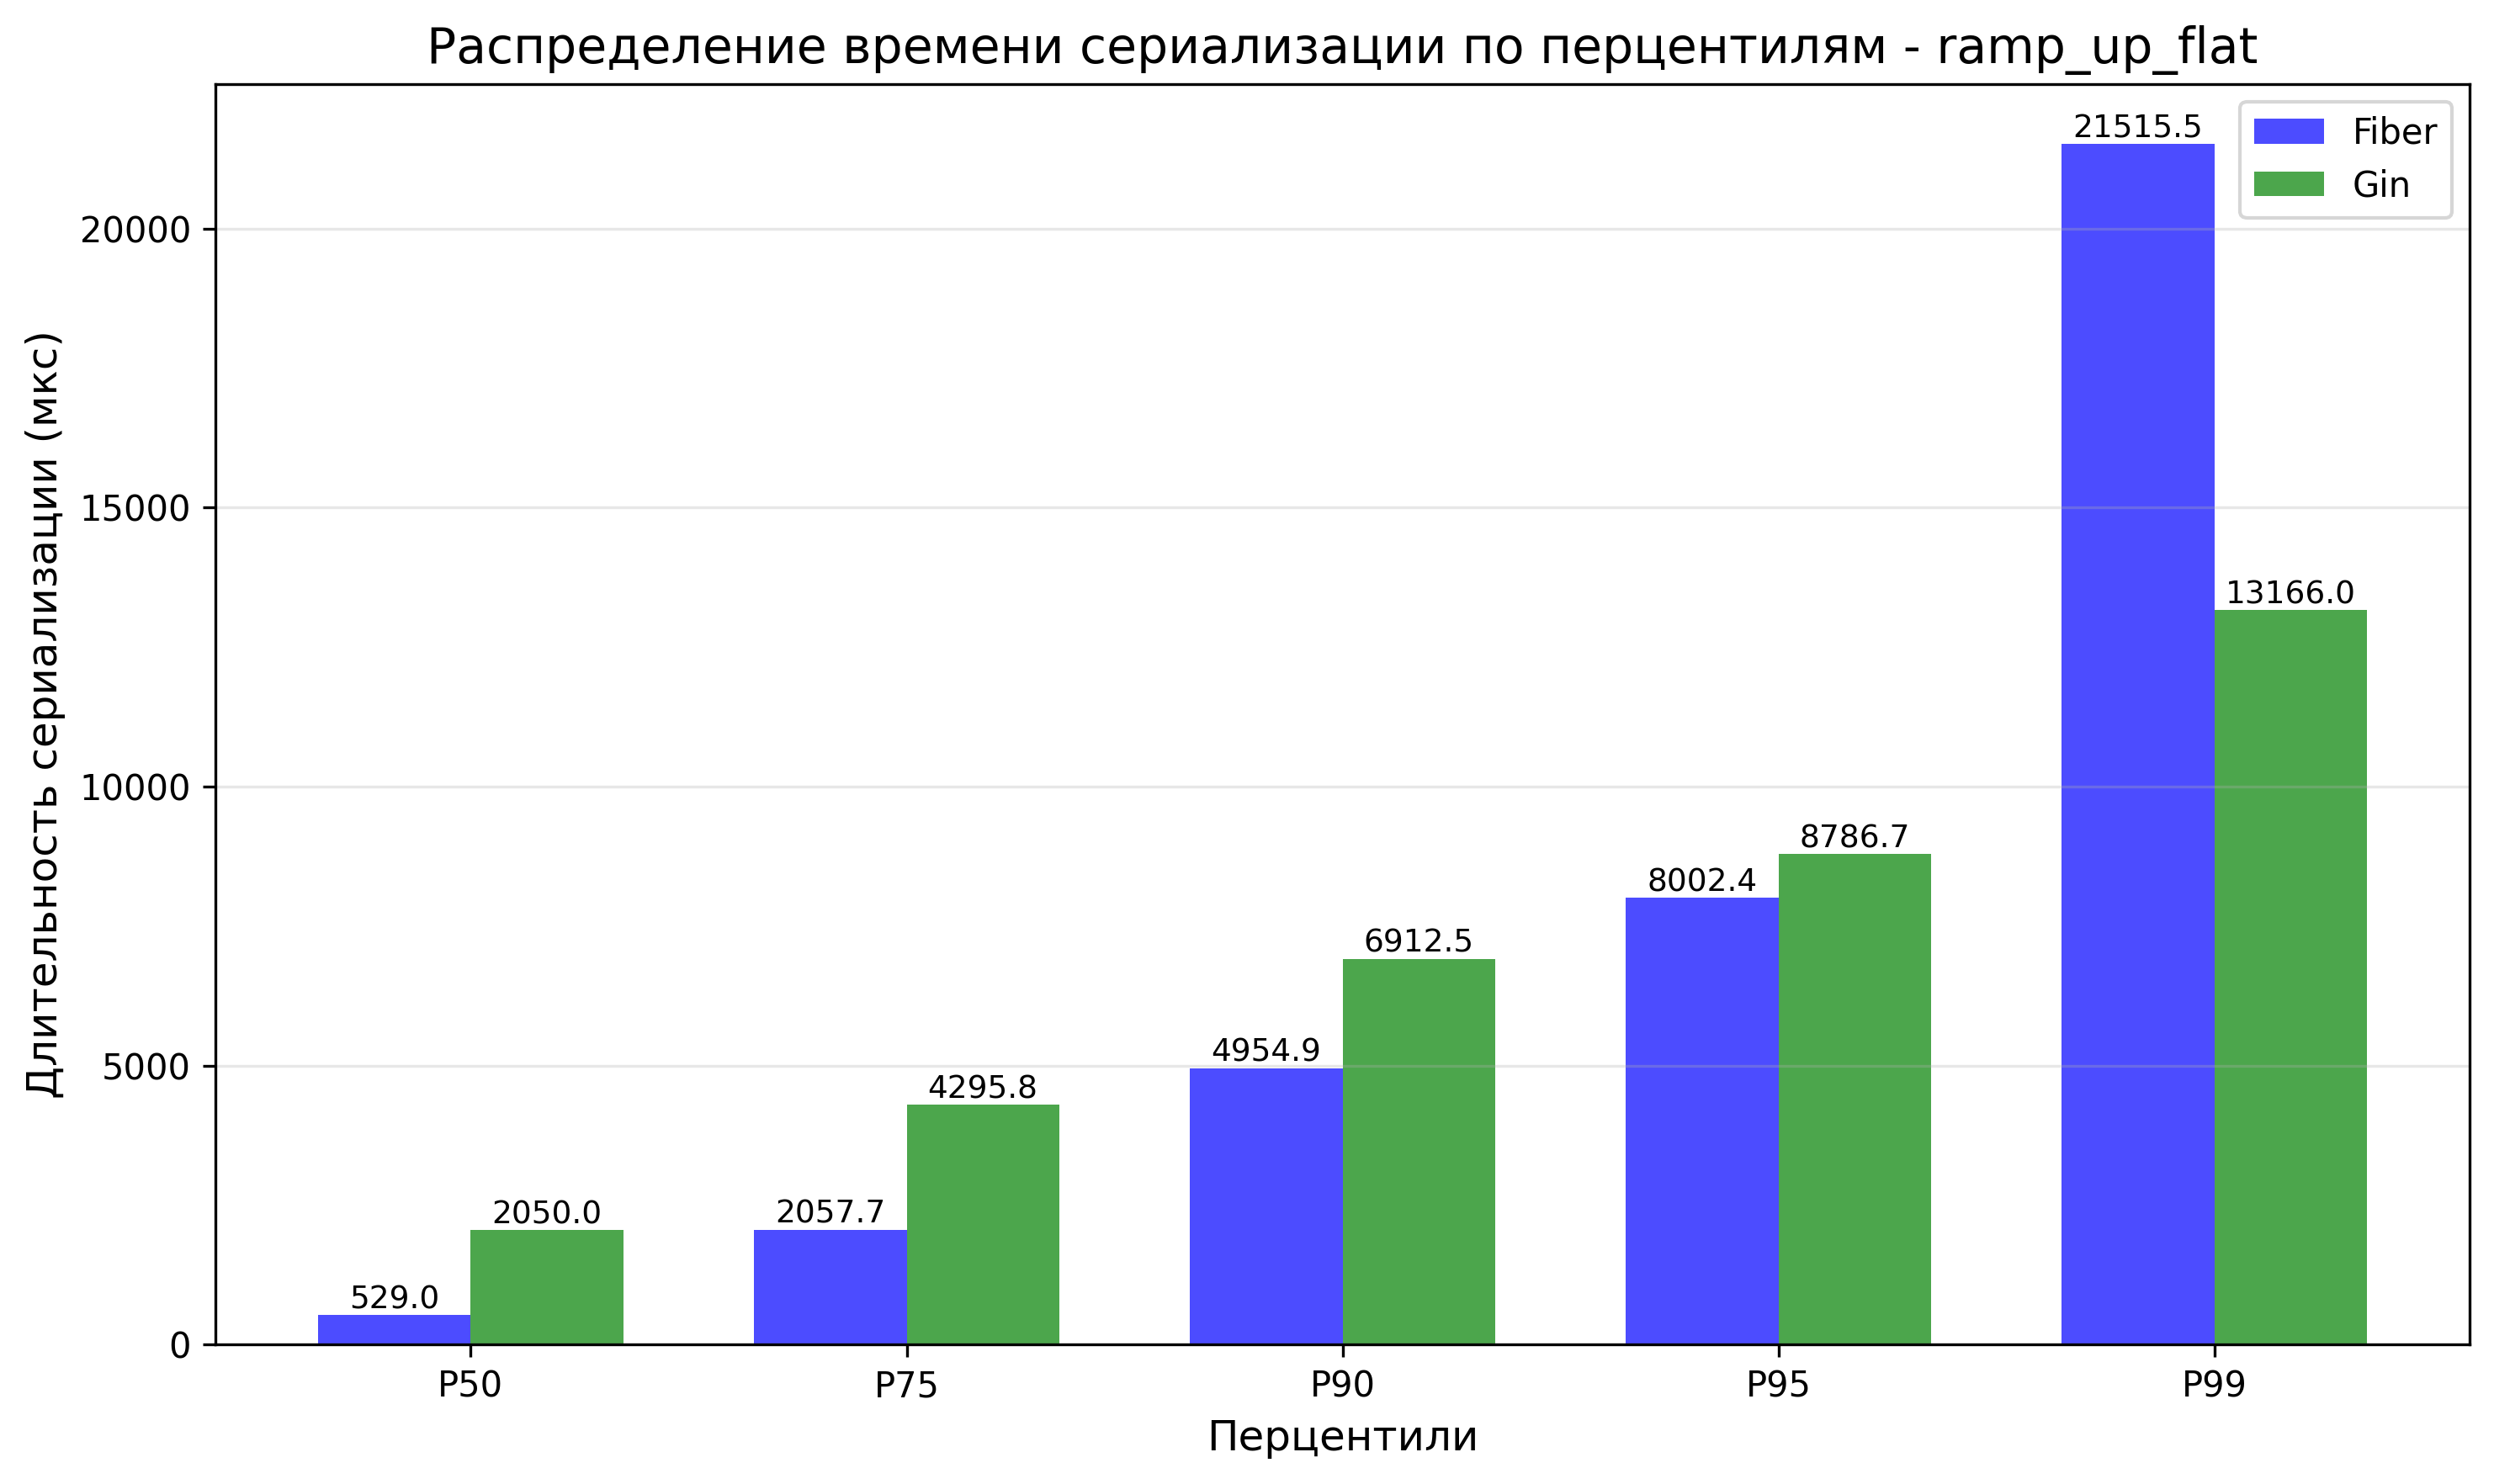 Распределение времени сериализации по перцентилям - ramp_up_flat
Длительность сериализации (мкс)
20000
15000
10000
5000
0
529.0
2050.0
2057.7
4295.8
4954.9
6912.5
8002.4
8786.7
21515.5
13166.0
Fiber
Gin
P50
P75
P90
P95
P99
Перцентили